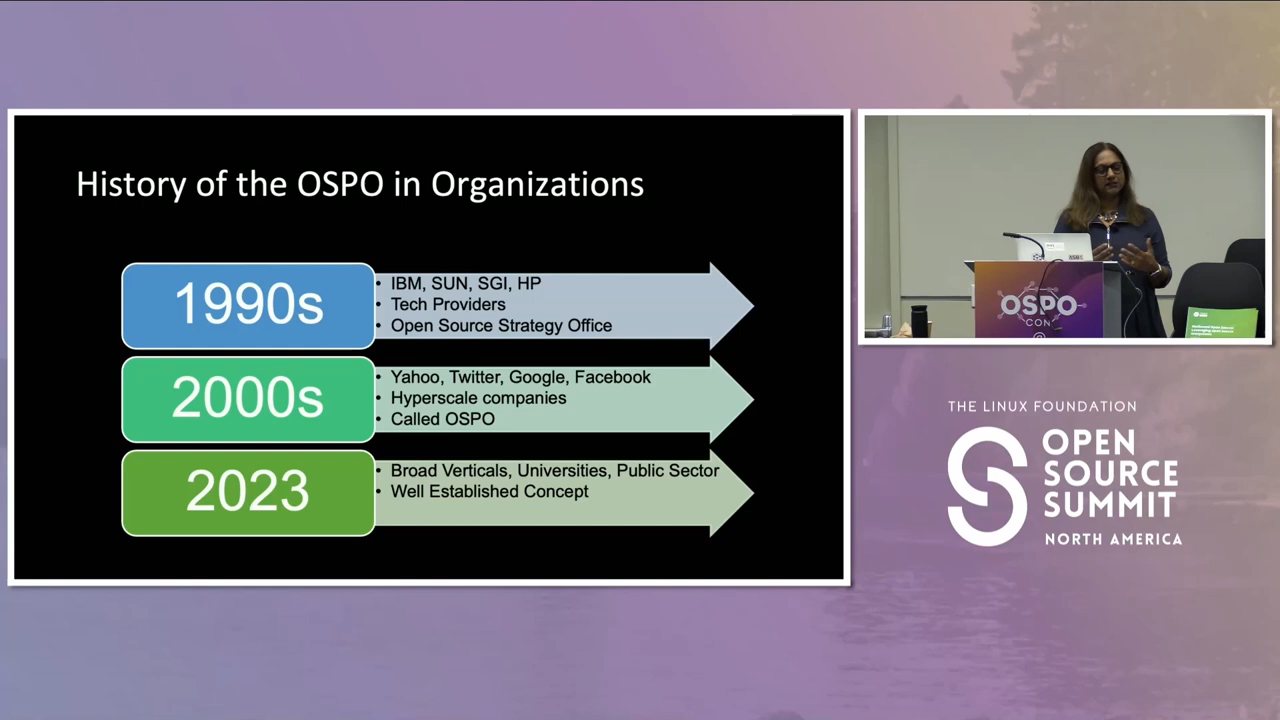 History of the OSPO in Organizations
1990s
• IBM, SUN, SGI, HP
• Tech Providers
• Open Source Strategy Office
2000s
• Yahoo, Twitter, Google, Facebook
• Hyperscale companies
• Called OSPO
2023
• Broad Verticals, Universities, Public Sector
• Well Established Concept
OSPO
CON
THE LINUX FOUNDATION
OPEN
SOURCE
SUMMIT
NORTH AMERICA